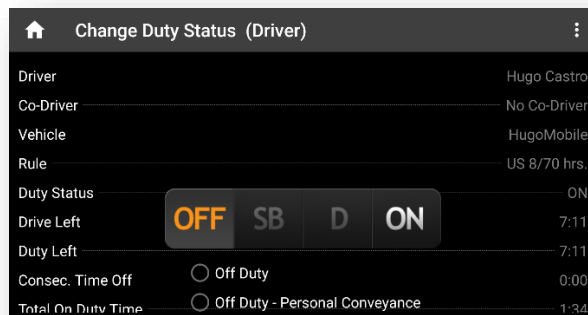 Change Duty Status (Driver)
Driver Hugo Castro
Co-Driver No Co-Driver
Vehicle HugoMobile
Rule US 8/70 hrs.
Duty Status ON
OFF SB D ON
Drive Left 7:11
Duty Left 7:11
Off Duty
Consec. Time Off 0:00
Off Duty - Personal Conveyance
Total On Duty Time 1:34